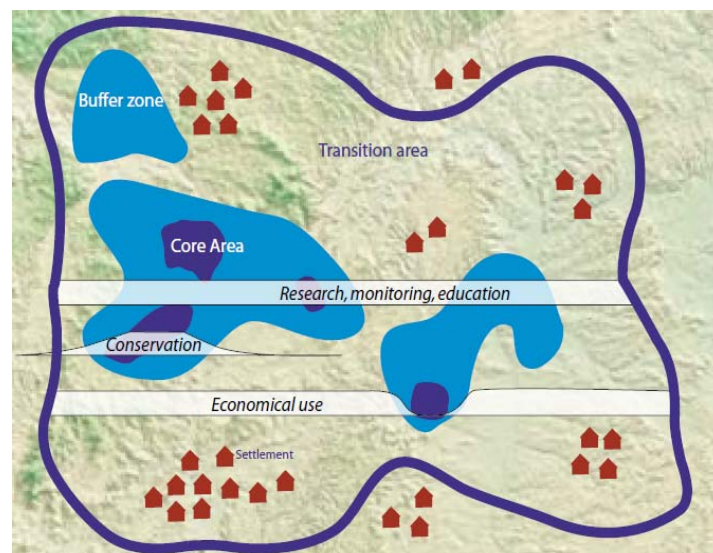 Buffer zone
Transition area
Core Area
Research, monitoring, education
Conservation
Economical use
Settlement